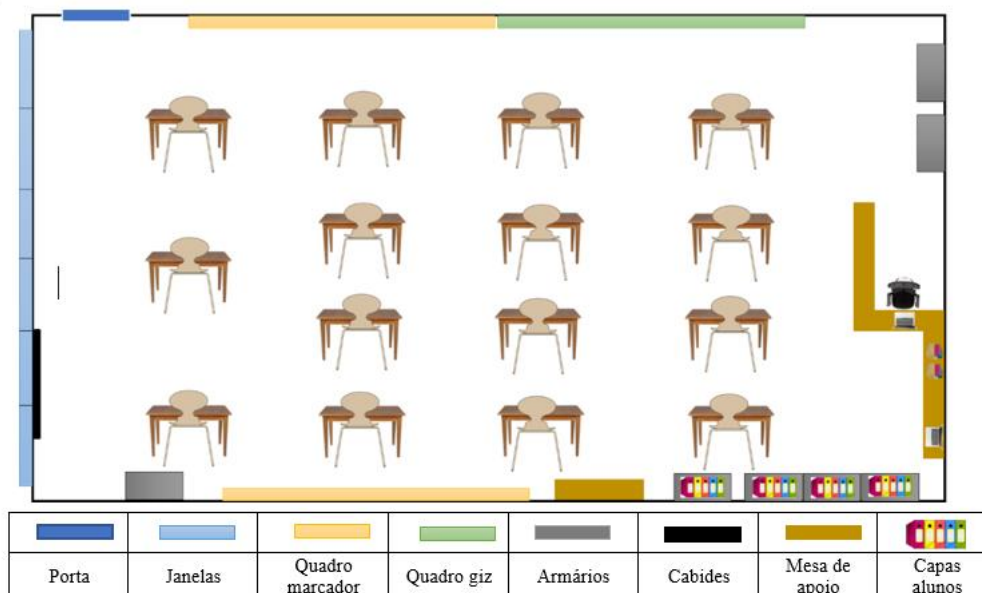 Porta
Janelas
Quadro
marcador
Quadro giz
Armários
Cabides
Mesa de
apoio
Capas
alunos